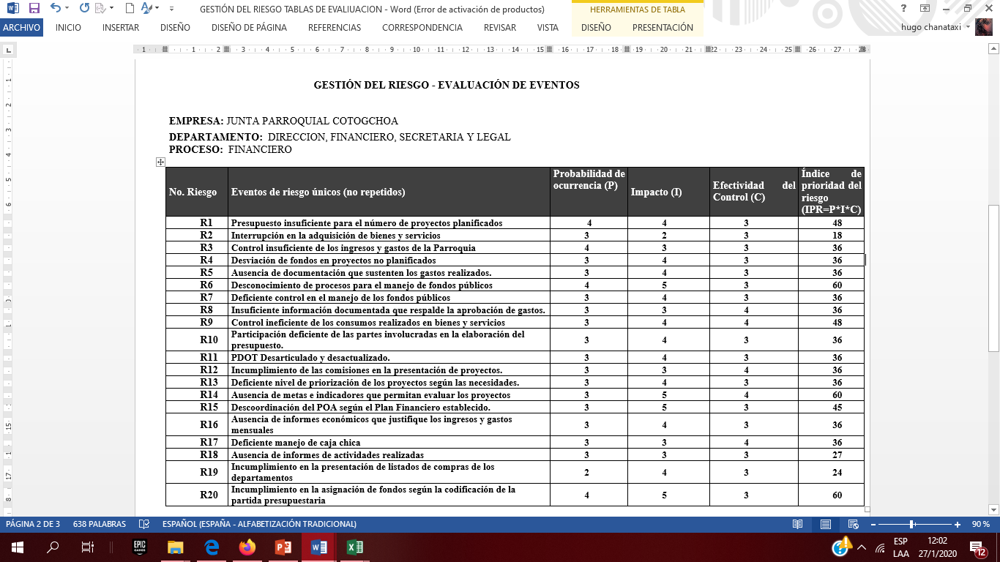 GESTIÓN DEL RIESGO TABLAS DE EVALIUACION - Word (Error de activación de productos)
HERRAMIENTAS DE TABLA
ARCHIVO INICIO INSERTAR DISEÑO DISEÑO DE PÁGINA REFERENCIAS CORRESPONDENCIA REVISAR VISTA DISEÑO PRESENTACIÓN
hugo chanataxi
GESTIÓN DEL RIESGO - EVALUACIÓN DE EVENTOS
EMPRESA: JUNTA PARROQUIAL COTOGCHOA
DEPARTAMENTO: DIRECCION, FINANCIERO, SECRETARIA Y LEGAL
PROCESO: FINANCIERO
No. Riesgo
Eventos de riesgo únicos (no repetidos)
Probabilidad de
ocurrencia (P)
Impacto (I)
Efectividad del
Control (C)
Índice de
prioridad del
riesgo
(IPR=P*I*C)
R1 Presupuesto insuficiente para el número de proyectos planificados 4 4 3 48
R2 Interrupción en la adquisición de bienes y servicios 3 2 3 18
R3 Control insuficiente de los ingresos y gastos de la Parroquia 4 3 3 36
R4 Desviación de fondos en proyectos no planificados 3 4 3 36
R5 Ausencia de documentación que sustenten los gastos realizados. 3 4 3 36
R6 Desconocimiento de procesos para el manejo de fondos públicos 4 5 3 60
R7 Deficiente control en el manejo de los fondos públicos 3 4 3 36
R8 Insuficiente información documentada que respalde la aprobación de gastos. 3 3 4 36
R9 Control ineficiente de los consumos realizados en bienes y servicios 3 4 4 48
R10 Participación deficiente de las partes involucradas en la elaboración del
presupuesto. 3 4 3 36
R11 PDOT Desarticulado y desactualizado. 3 4 3 36
R12 Incumplimiento de las comisiones en la presentación de proyectos. 3 3 4 36
R13 Deficiente nivel de priorización de los proyectos según las necesidades. 3 4 3 36
R14 Ausencia de metas e indicadores que permitan evaluar los proyectos 3 5 4 60
R15 Descoordinación del POA según el Plan Financiero establecido. 3 5 3 45
R16 Ausencia de informes económicos que justifique los ingresos y gastos
mensuales 3 4 3 36
R17 Deficiente manejo de caja chica 3 3 4 36
R18 Ausencia de informes de actividades realizadas 3 3 3 27
R19 Incumplimiento en la presentación de listados de compras de los
departamentos 2 4 3 24
R20 Incumplimiento en la asignación de fondos según la codificación de la
partida presupuestaria 4 5 3 60
PÁGINA 2 DE 3 638 PALABRAS ESPAÑOL (ESPAÑA - ALFABETIZACIÓN TRADICIONAL) 90 %
EPIC
GAMES
ESP
LAA
12:02
27/1/2020
12